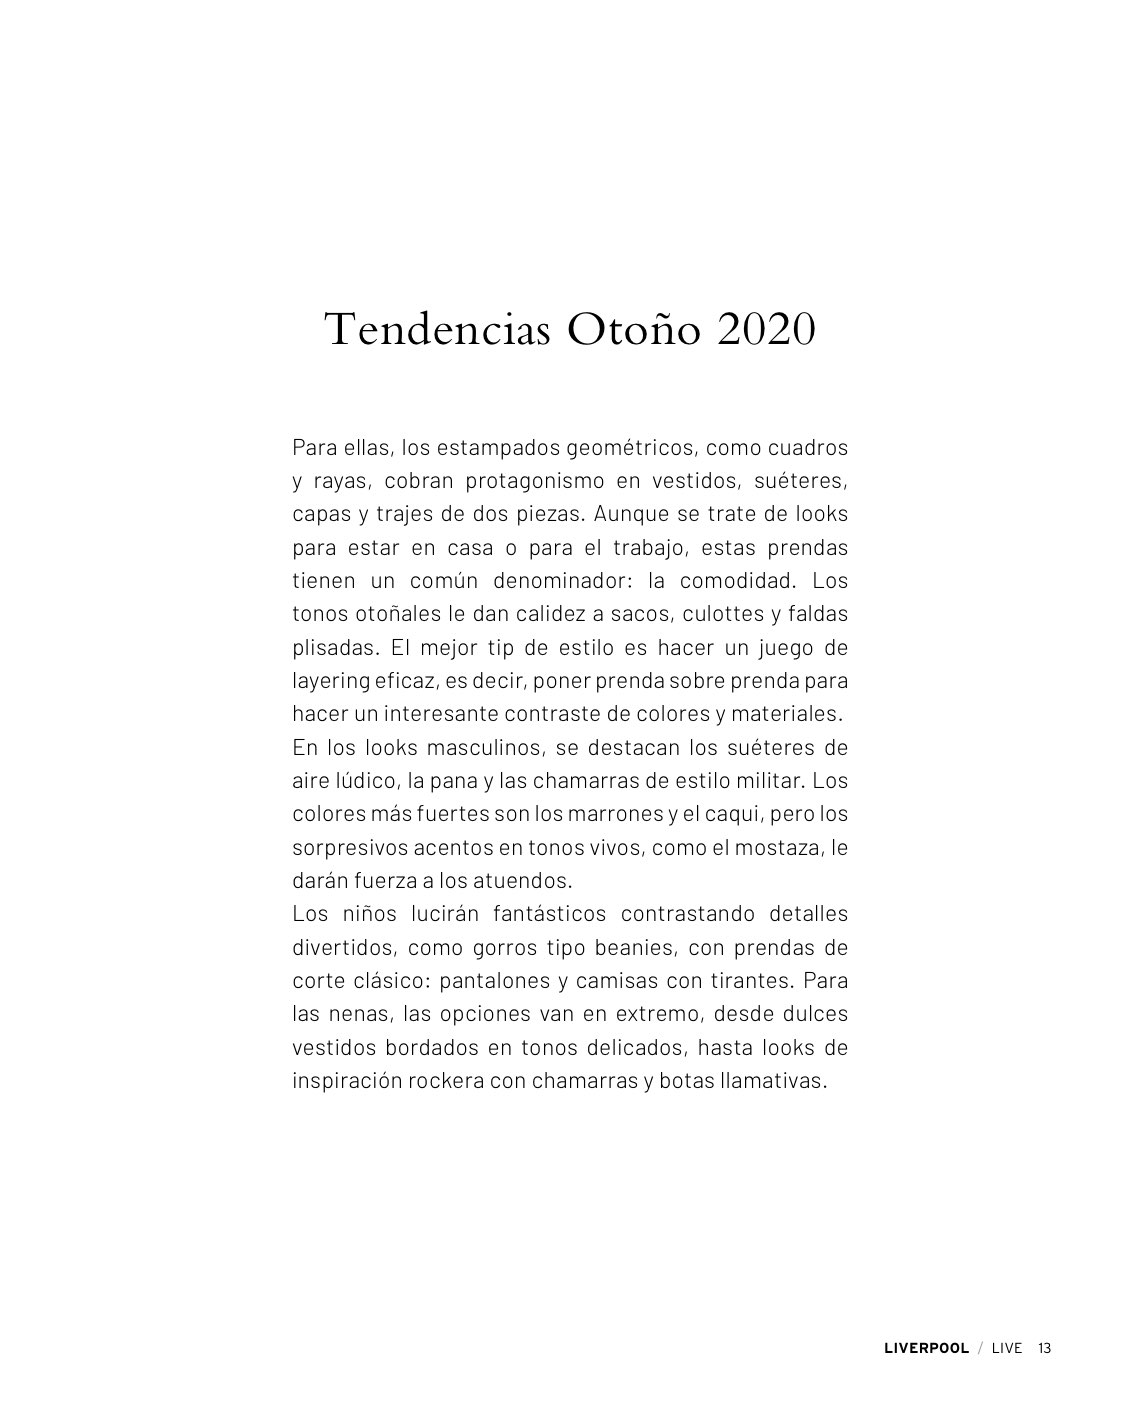 Tendencias Otoño 2020
Para ellas, los estampados geométricos, como cuadros
y rayas, cobran protagonismo en vestidos, suéteres,
capas y trajes de dos piezas. Aunque se trate de looks
para estar en casa o para el trabajo, estas prendas
tienen un común denominador: la comodidad. Los
tonos otoñales le dan calidez a sacos, culottes y faldas
plisadas. El mejor tip de estilo es hacer un juego de
layering eficaz, es decir, poner prenda sobre prenda para
hacer un interesante contraste de colores y materiales.
En los looks masculinos, se destacan los suéteres de
aire lúdico, la pana y las chamarras de estilo militar. Los
colores más fuertes son los marrones y el caqui, pero los
sorpresivos acentos en tonos vivos, como el mostaza, le
darán fuerza a los atuendos.
Los niños lucirán fantásticos contrastando detalles
divertidos, como gorros tipo beanies, con prendas de
corte clásico: pantalones y camisas con tirantes. Para
las nenas, las opciones van en extremo, desde dulces
vestidos bordados en tonos delicados, hasta looks de
inspiración rockera con chamarras y botas llamativas.
LIVERPOOL / LIVE 13